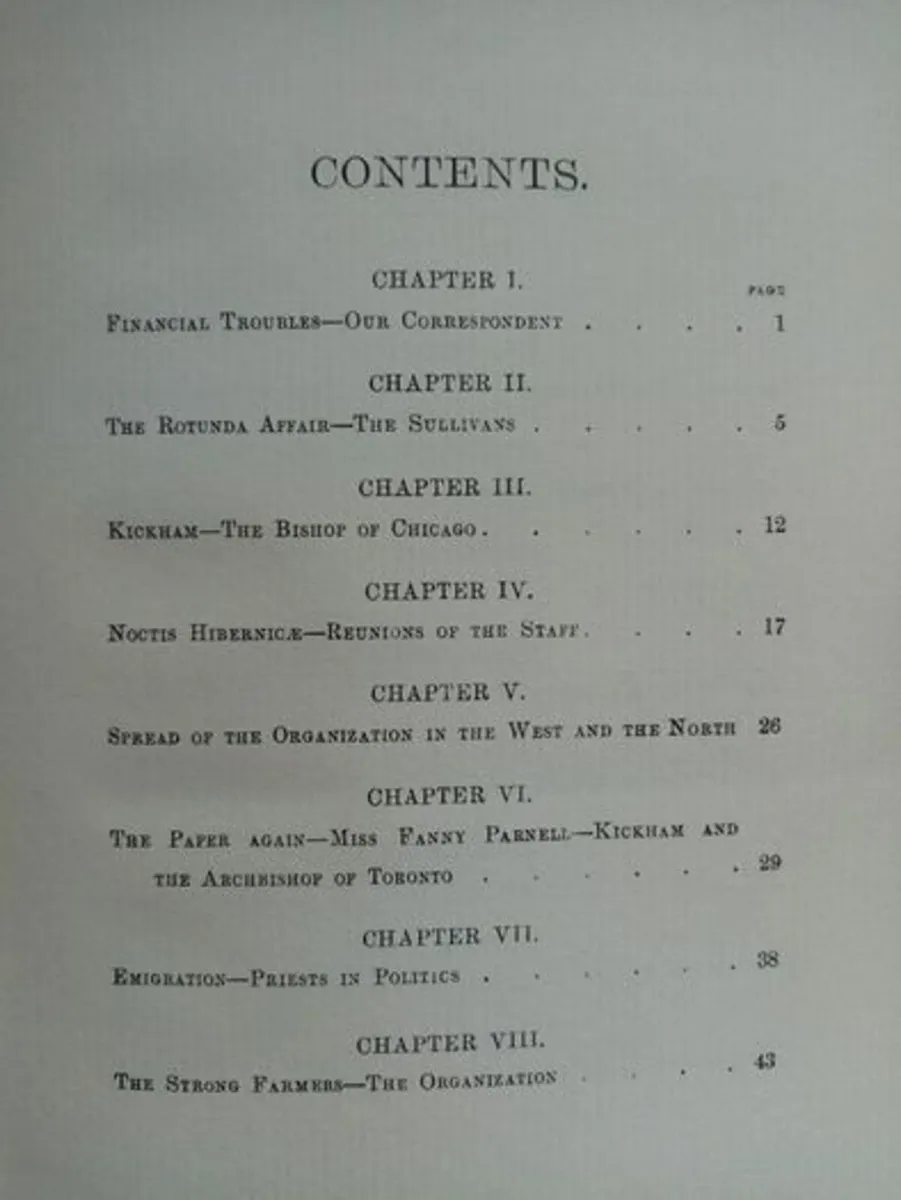 CONTENTS.
CHAPTER I.
PAGE
FINANCIAL TROUBLES—OUR CORRESPONDENT . . . . 1
CHAPTER II.
THE ROTUNDA AFFAIR—THE SULLIVANS . . . . . 5
CHAPTER III.
KICKHAM—THE BISHOP OF CHICAGO . . . . . . 12
CHAPTER IV.
NOCTIS HIBERNICÆ—REUNIONS OF THE STAFF . . . . 17
CHAPTER V.
SPREAD OF THE ORGANIZATION IN THE WEST AND THE NORTH 26
CHAPTER VI.
THE PAPER AGAIN—MISS FANNY PARNELL—KICKHAM AND
THE ARCHBISHOP OF TORONTO . . . . . . 29
CHAPTER VII.
EMIGRATION—PRIESTS IN POLITICS . . . . . . 38
CHAPTER VIII.
THE STRONG FARMERS—THE ORGANIZATION . . . . 43